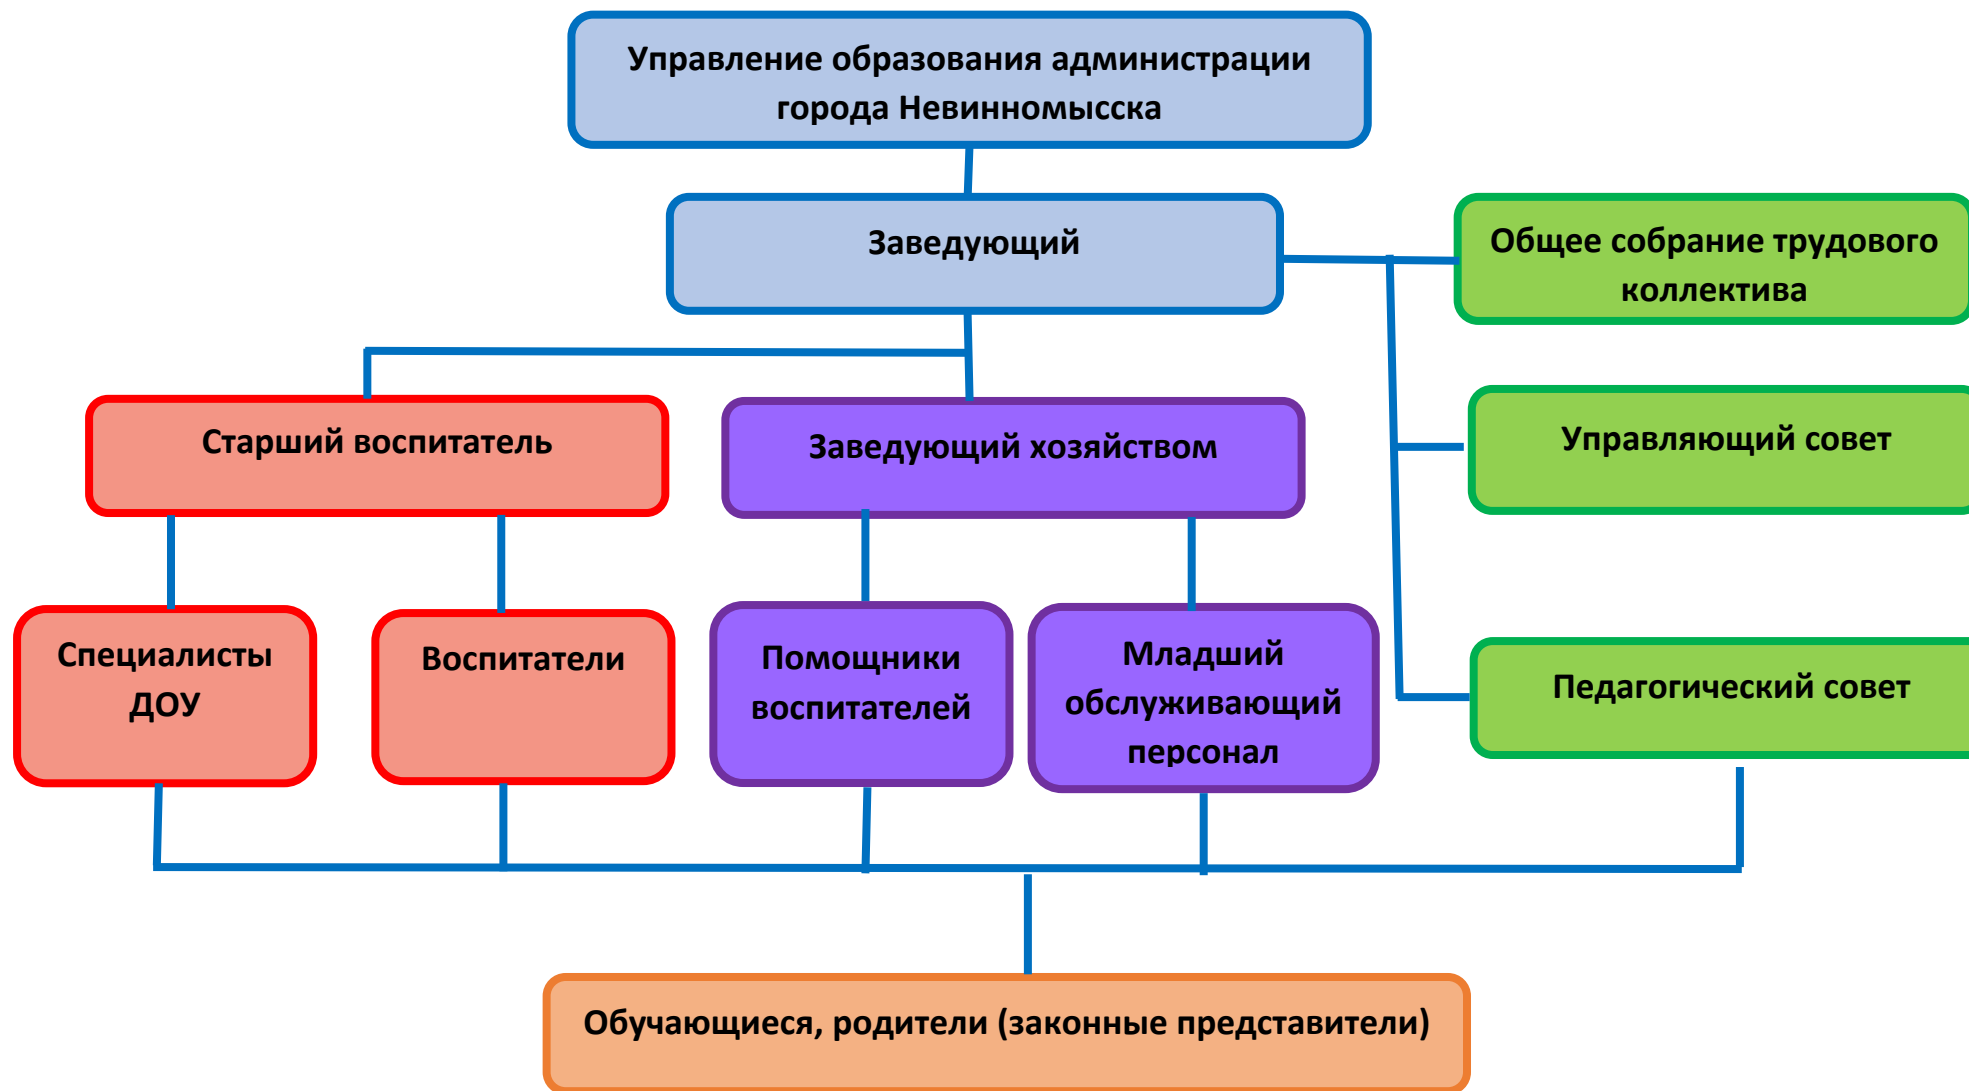 Управление образования администрации
города Невинномысска
Заведующий
Общее собрание трудового
коллектива
Старший воспитатель
Заведующий хозяйством
Управляющий совет
Специалисты
ДОУ
Воспитатели
Помощники
воспитателей
Младший
обслуживающий
персонал
Педагогический совет
Обучающиеся, родители (законные представители)